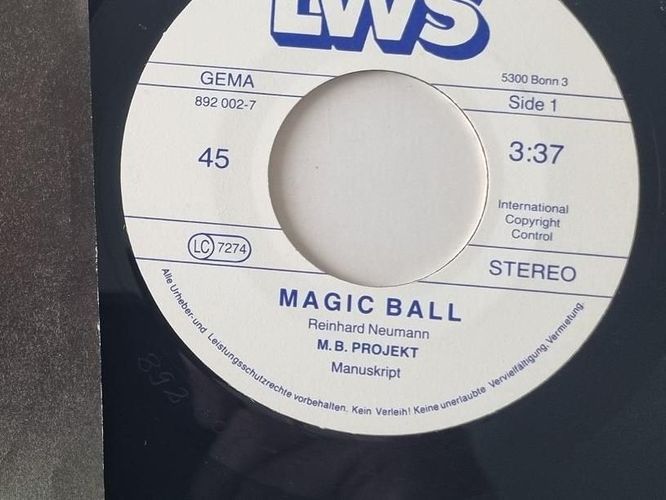 LWS
GEMA
5300 Bonn 3
892 002-7
Side 1
45
3:37
International
Copyright
Control
LC 7274
STEREO
MAGIC BALL
Reinhard Neumann
M.B. PROJEKT
Manuskript
Alle Urheber- und Leistungsschutzrechte vorbehalten. Kein Verleih! Keine unerlaubte Vervielfältigung, Vermietung.